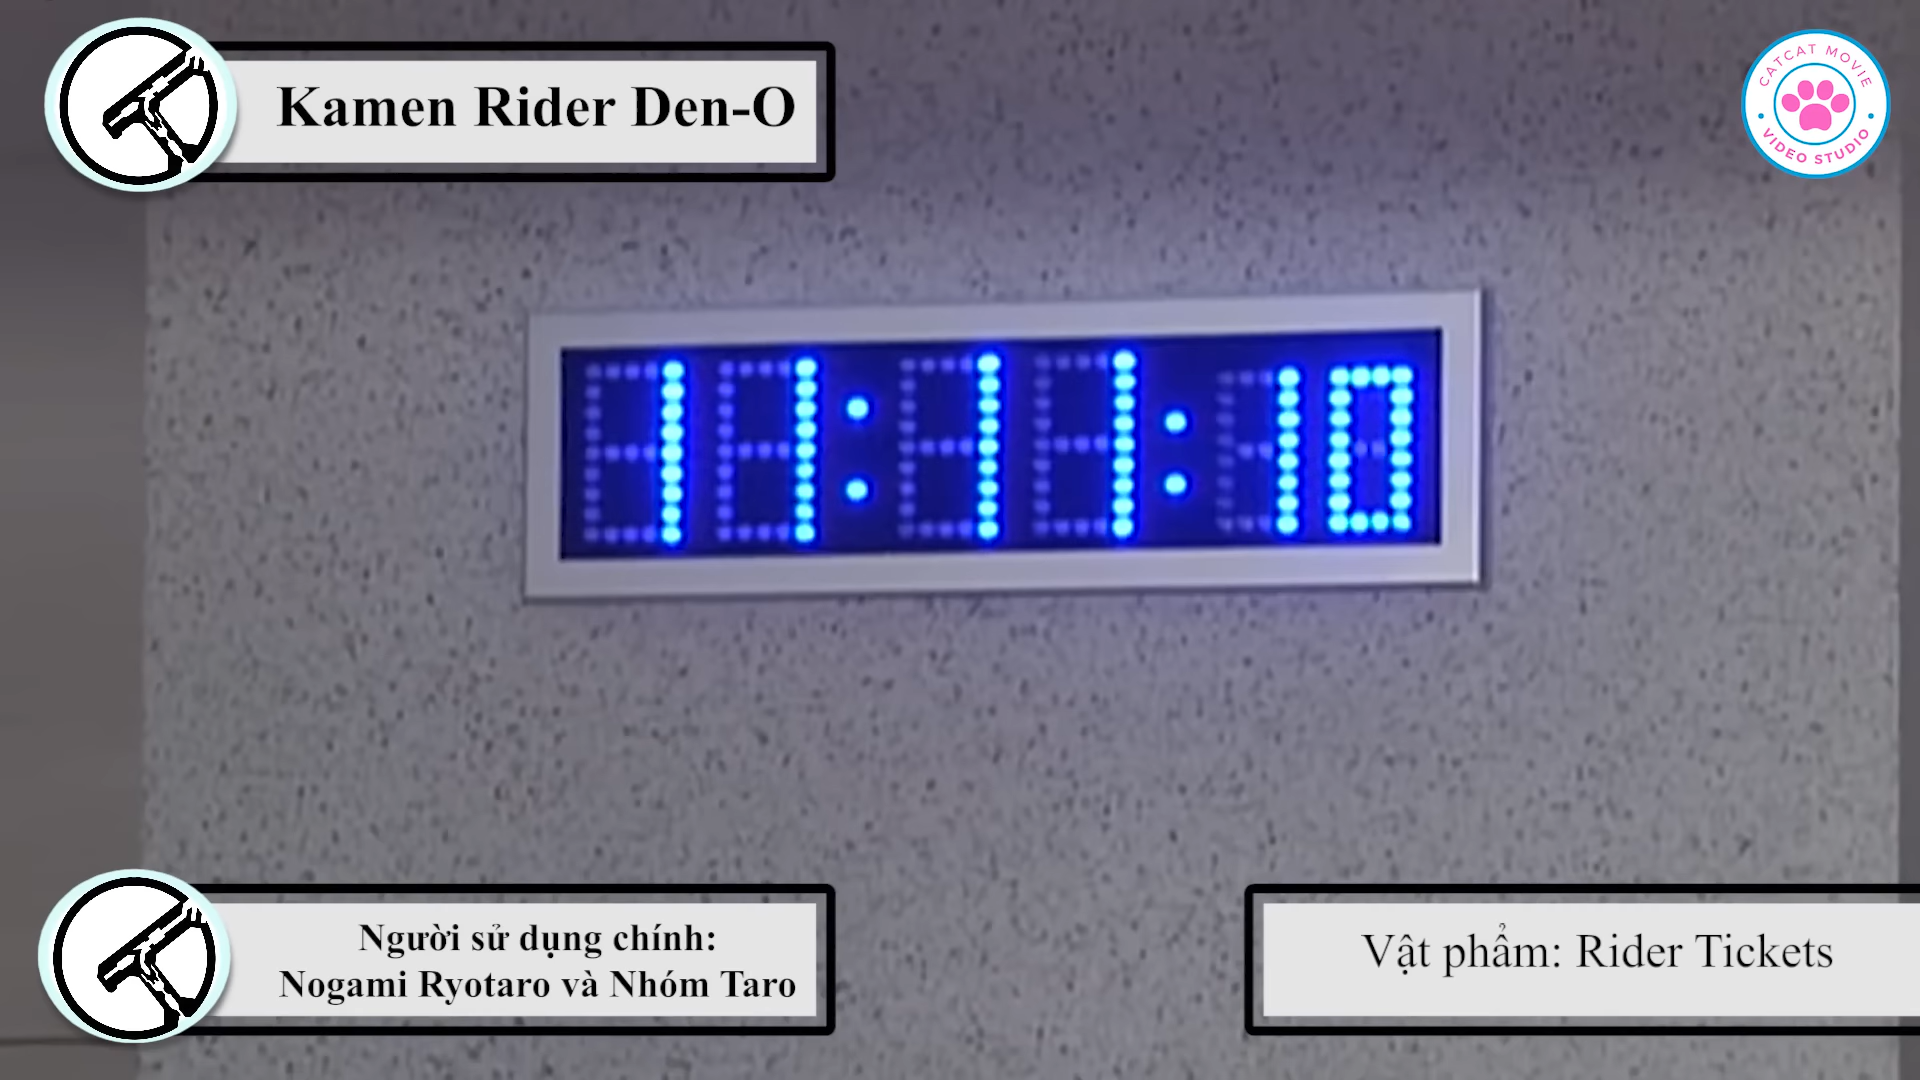 Kamen Rider Den-O
CATCAT MOVIE
VIDEO STUDIO
11:11:10
Người sử dụng chính:
Nogami Ryotaro và Nhóm Taro
Vật phẩm: Rider Tickets